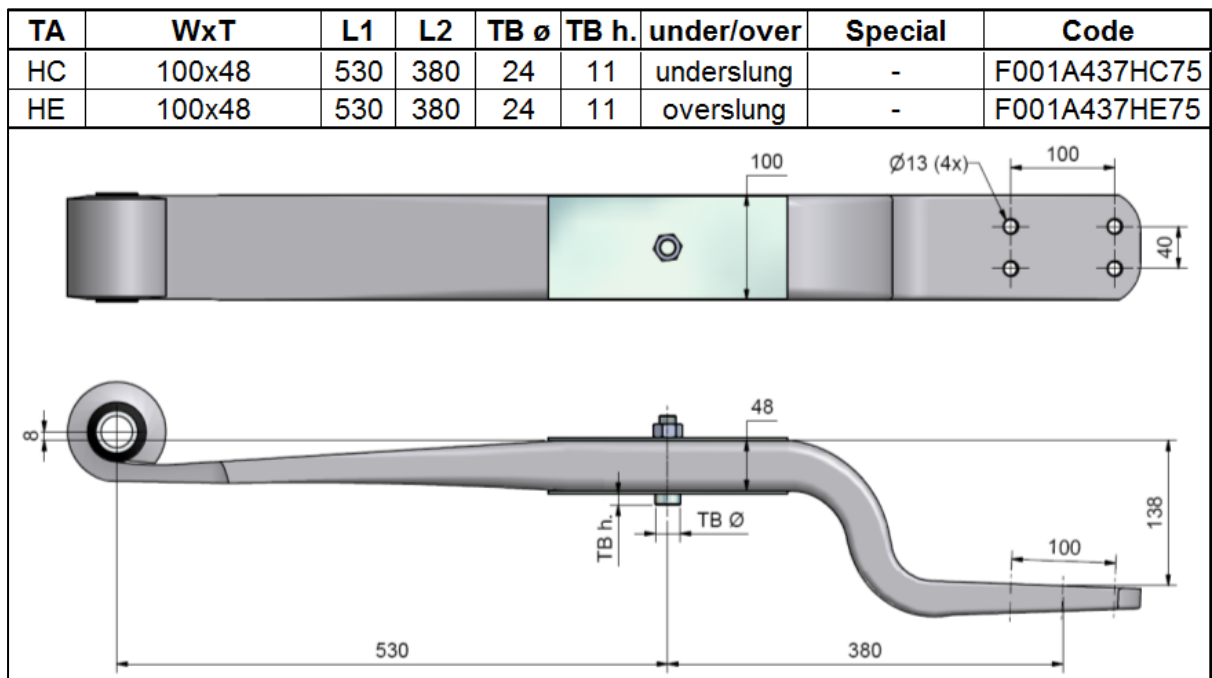 TA WxT L1 L2 TB ø TB h. under/over Special Code
HC 100x48 530 380 24 11 underslung - F001A437HC75
HE 100x48 530 380 24 11 overslung - F001A437HE75
100
Ø13 (4x)
100
40
8
48
TB h.
TB Ø
138
100
530
380